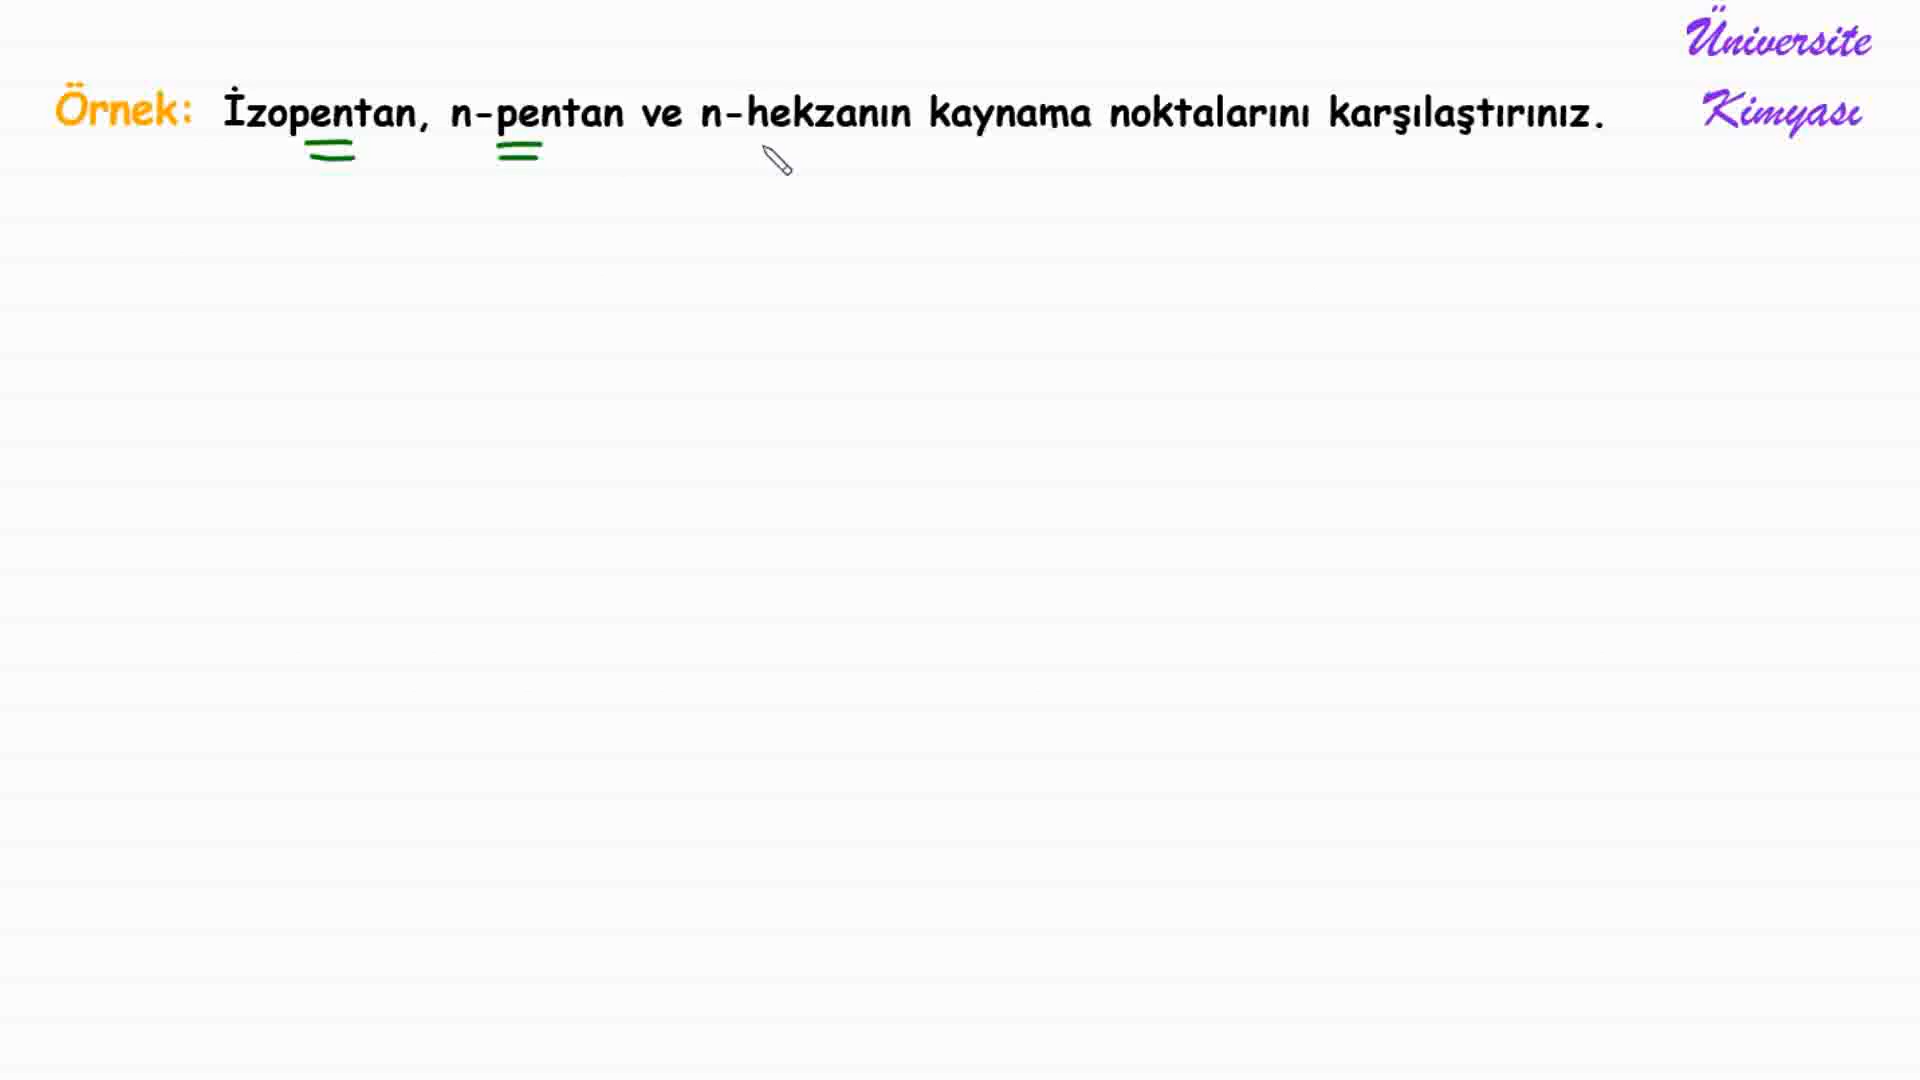 Üniversite
Kimyası
Örnek: İzopentan, n-pentan ve n-hekzanın kaynama noktalarını karşılaştırınız.